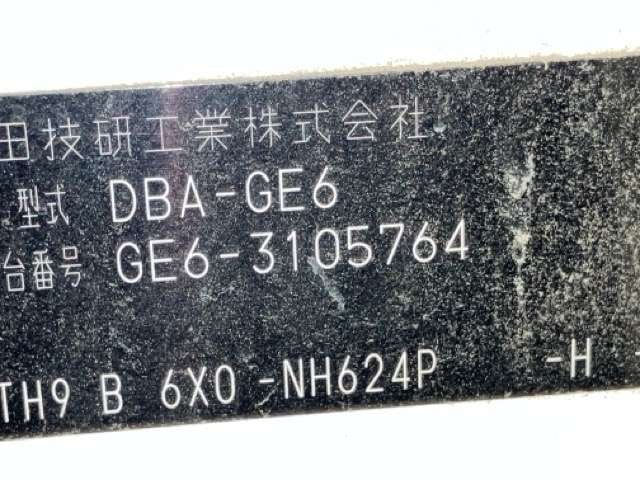 田技研工業株式会社
型式 DBA-GE6
台番号 GE6-3105764
TH9 B 6X0 -NH624P -H